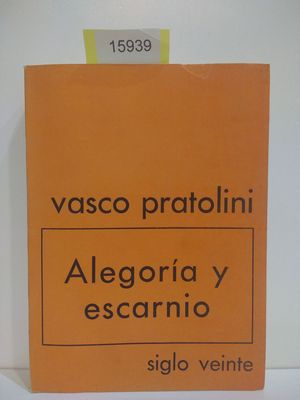 15939
vasco pratolini
Alegoría y
escarnio
siglo veinte